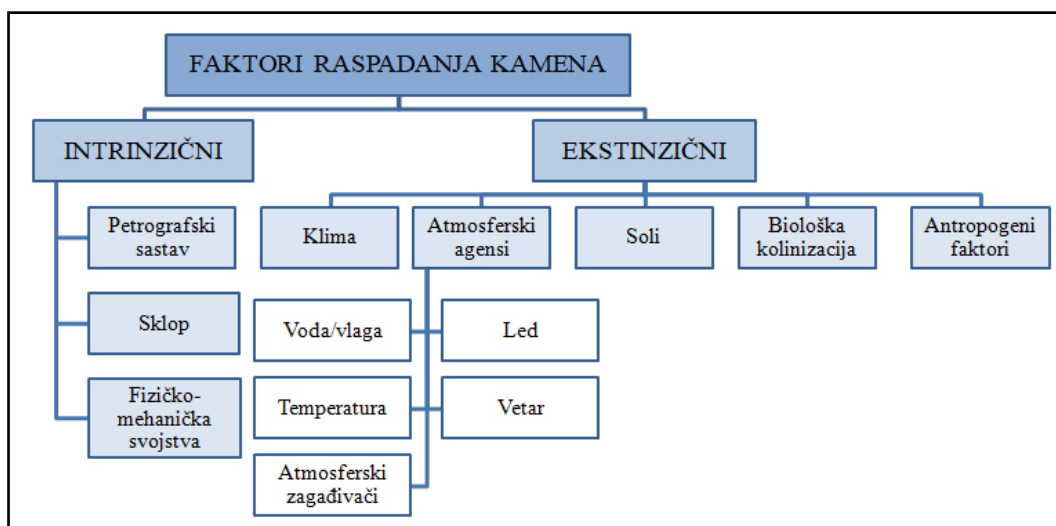 FAKTORI RASPADANJA KAMENA
INTRINZIČNI
EKSTINZIČNI
Petrografski
sastav
Sklop
Fizičko-
mehanička
svojstva
Klima
Atmosferski
agensi
Soli
Biološka
kolinizacija
Antropogeni
faktori
Voda/vlaga
Led
Temperatura
Vetar
Atmosferski
zagađivači